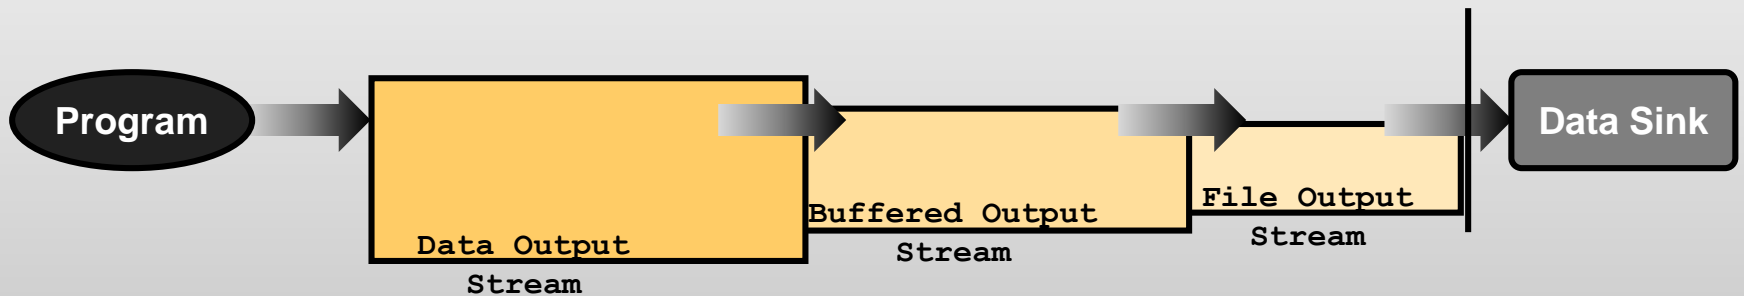 Program
Data Output
Stream
Buffered Output
Stream
File Output
Stream
Data Sink